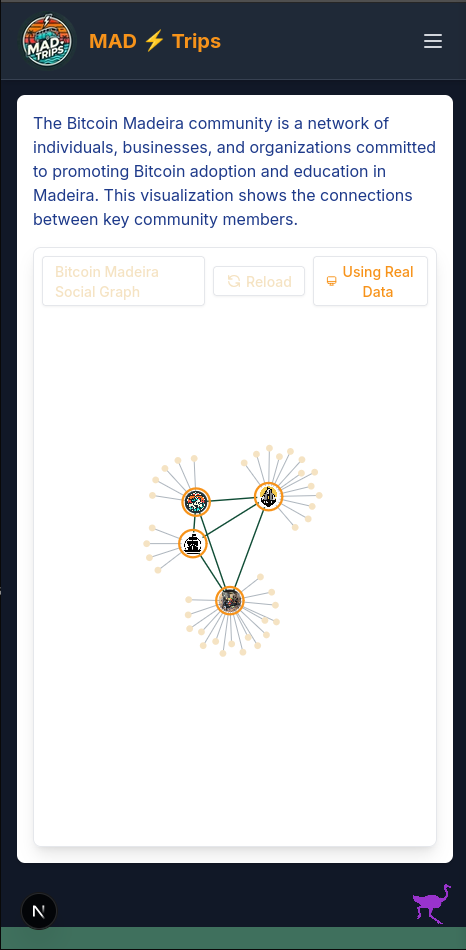 MAD TRIPS
MAD ⚡ Trips
The Bitcoin Madeira community is a network of
individuals, businesses, and organizations committed
to promoting Bitcoin adoption and education in
Madeira. This visualization shows the connections
between key community members.
Bitcoin Madeira
Social Graph
Reload
Using Real
Data
N